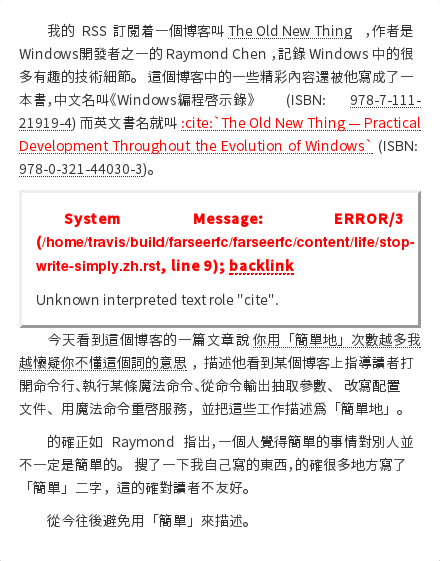 我的 RSS 訂閱着一個博客叫 The Old New Thing ，作者是
Windows開發者之一的 Raymond Chen ，記錄 Windows 中的很
多有趣的技術細節。 這個博客中的一些精彩內容還被他寫成了一
本書，中文名叫《Windows編程啓示錄》 (ISBN: 978-7-111-
21919-4) 而英文書名就叫 :cite:`The Old New Thing — Practical
Development Throughout the Evolution of Windows` (ISBN:
978-0-321-44030-3)。
System Message: ERROR/3
(/home/travis/build/farseerfc/farseerfc/content/life/stop-
write-simply.zh.rst, line 9); backlink
Unknown interpreted text role "cite".
今天看到這個博客的一篇文章說 你用「簡單地」次數越多我
越懷疑你不懂這個詞的意思 ，描述他看到某個博客上指導讀者打
開命令行、執行某條魔法命令、從命令輸出抽取參數、 改寫配置
文件、用魔法命令重啓服務，並把這些工作描述爲「簡單地」。
的確正如 Raymond 指出，一個人覺得簡單的事情對別人並
不一定是簡單的。 搜了一下我自己寫的東西，的確很多地方寫了
「簡單」二字，這的確對讀者不友好。
從今往後避免用「簡單」來描述。